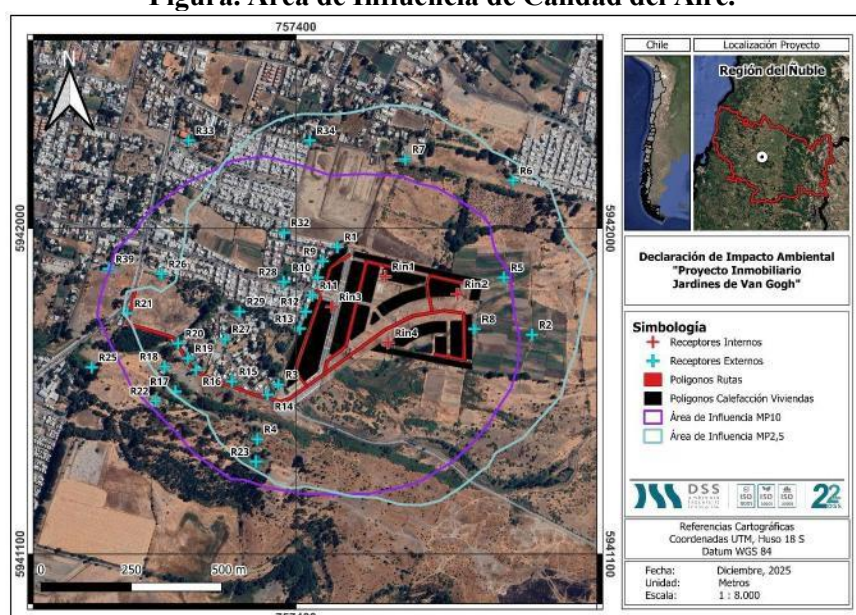 Figura: Área de Influencia de Calidad del Aire.
757400
N
R33
R34
R7
R6
R32
R1
R9
R39
R26
R28
R10
Rin1
R5
R11
Rin2
R21
R29
R12
Rin3
R13
R8
R2
R20
R27
Rin4
R19
R25
R18
R16
R15
R3
R17
R22
R14
R4
R23
5942000
5942000
5941100
5941100
0 250 500 m
757400
Chile
Localización Proyecto
Región del Ñuble
Declaración de Impacto Ambiental
"Proyecto Inmobiliario
Jardines de Van Gogh"
Simbología
Receptores Internos
Receptores Externos
Polígonos Rutas
Polígonos Calefacción Viviendas
Área de Influencia MP10
Área de Influencia MP2,5
DSS
ISO
ISO
ISO
22
DSS
Referencias Cartográficas
Coordenadas UTM, Huso 18 S
Datum WGS 84
Fecha: Diciembre, 2025
Unidad: Metros
Escala: 1 : 8.000